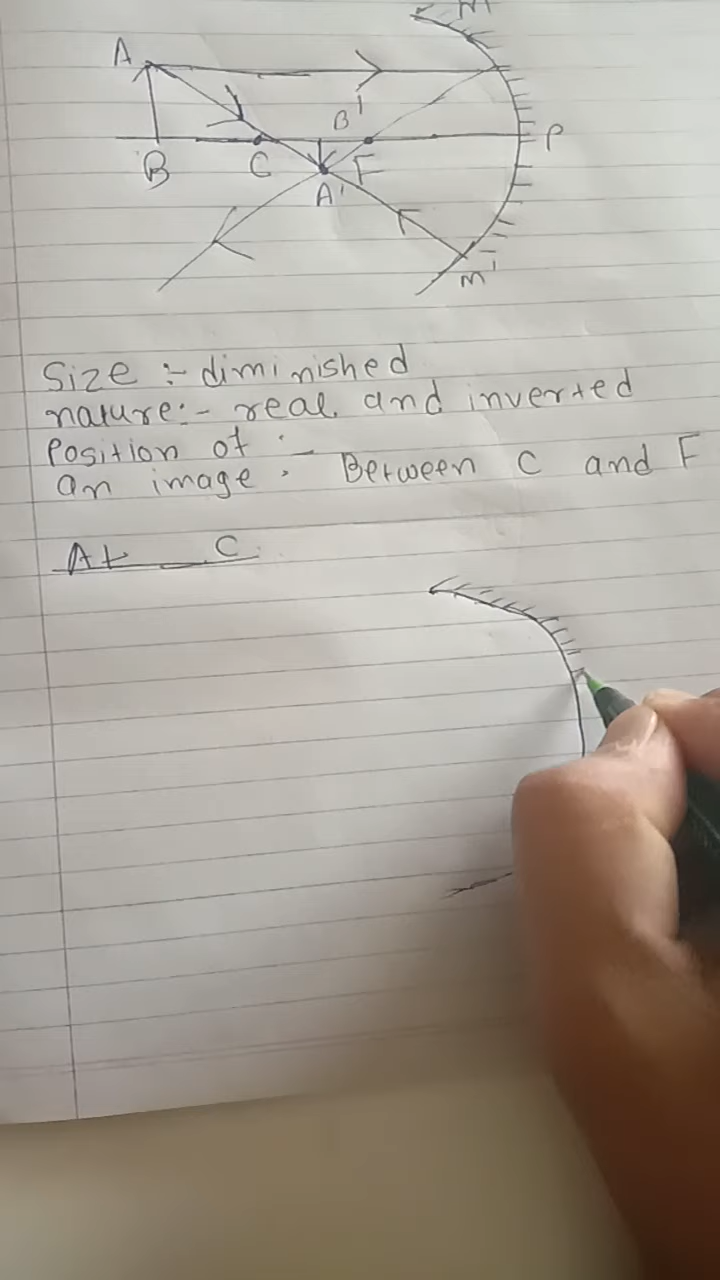 M
A
B'
P
B
C
F
A'
M'
Size :- diminished
nature:- real and inverted
Position of :-
an image : Between C and F
At C